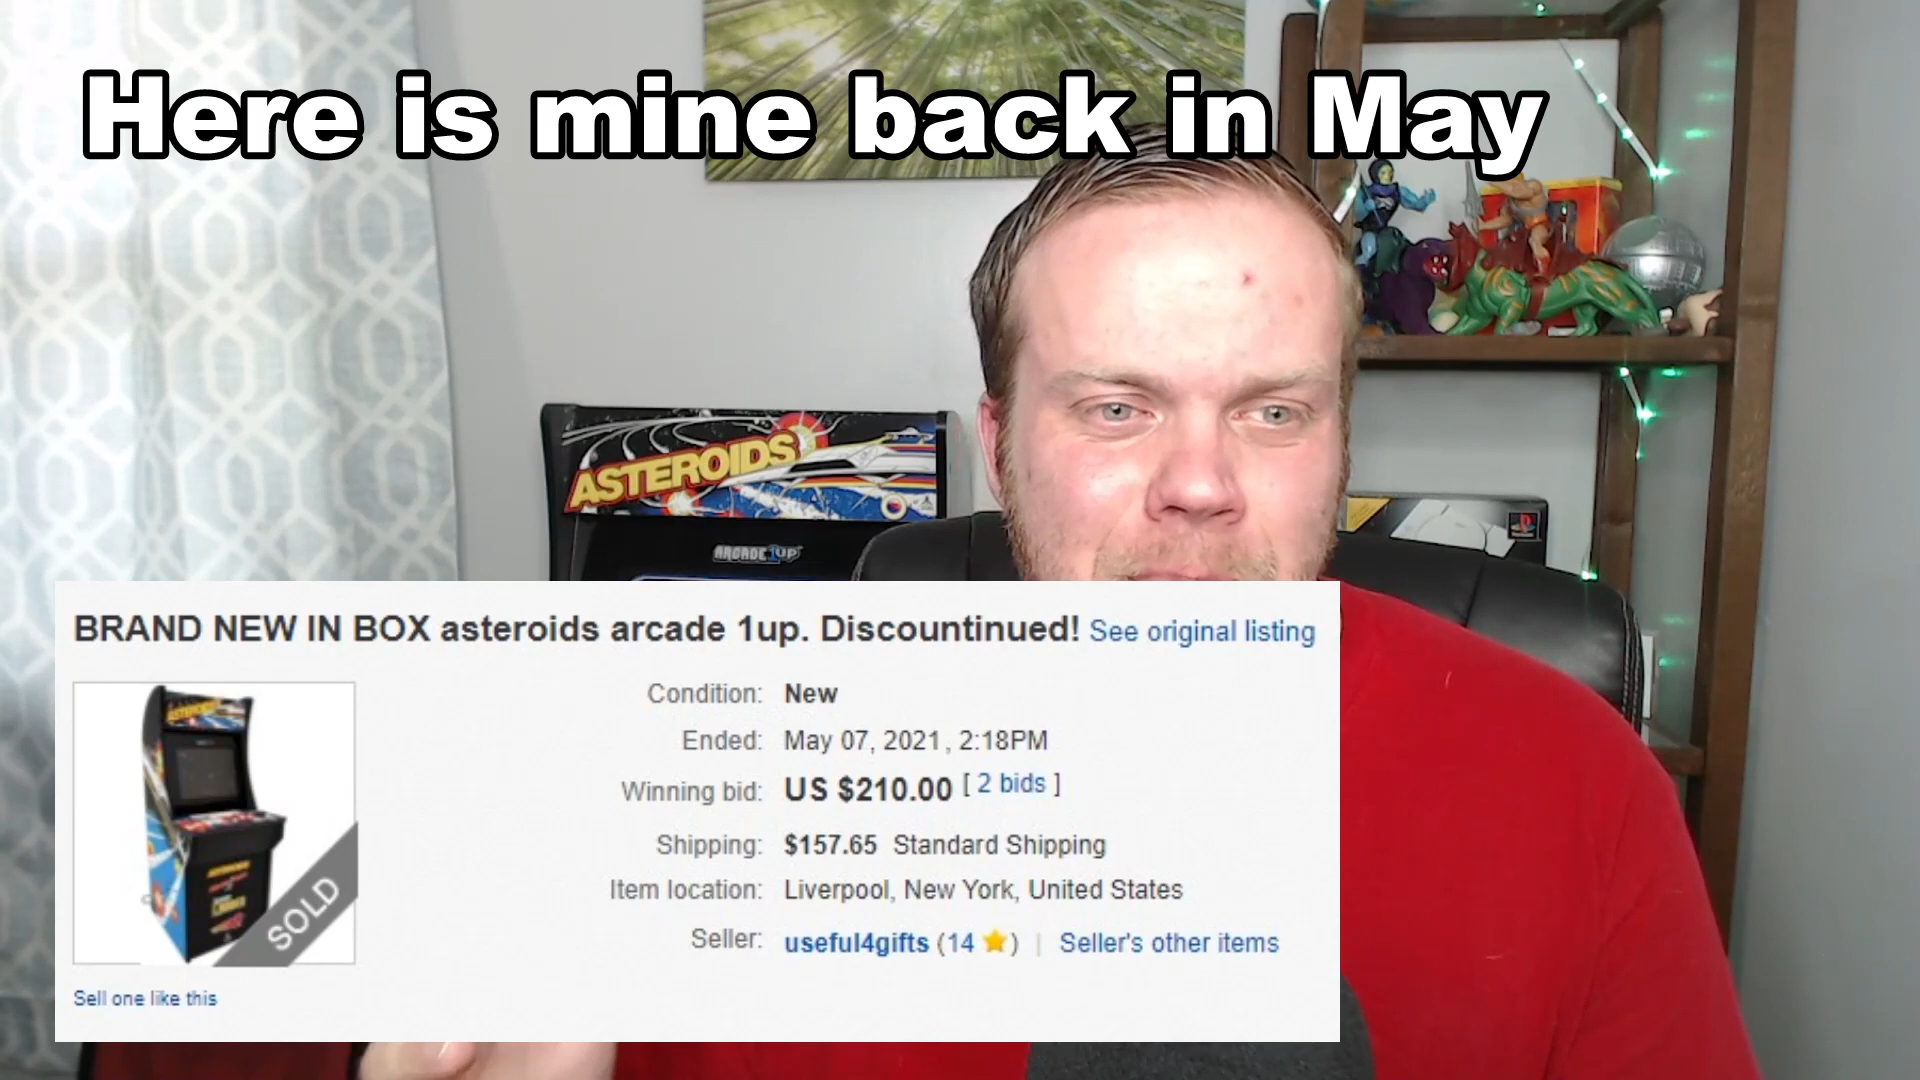 Here is mine back in May
ASTEROIDS
ARCADE1UP
BRAND NEW IN BOX asteroids arcade 1up. Discountinued! See original listing
Condition: New
Ended: May 07, 2021, 2:18PM
Winning bid: US $210.00 [ 2 bids ]
Shipping: $157.65 Standard Shipping
Item location: Liverpool, New York, United States
Seller: useful4gifts (14 ) | Seller's other items
SOLD
Sell one like this